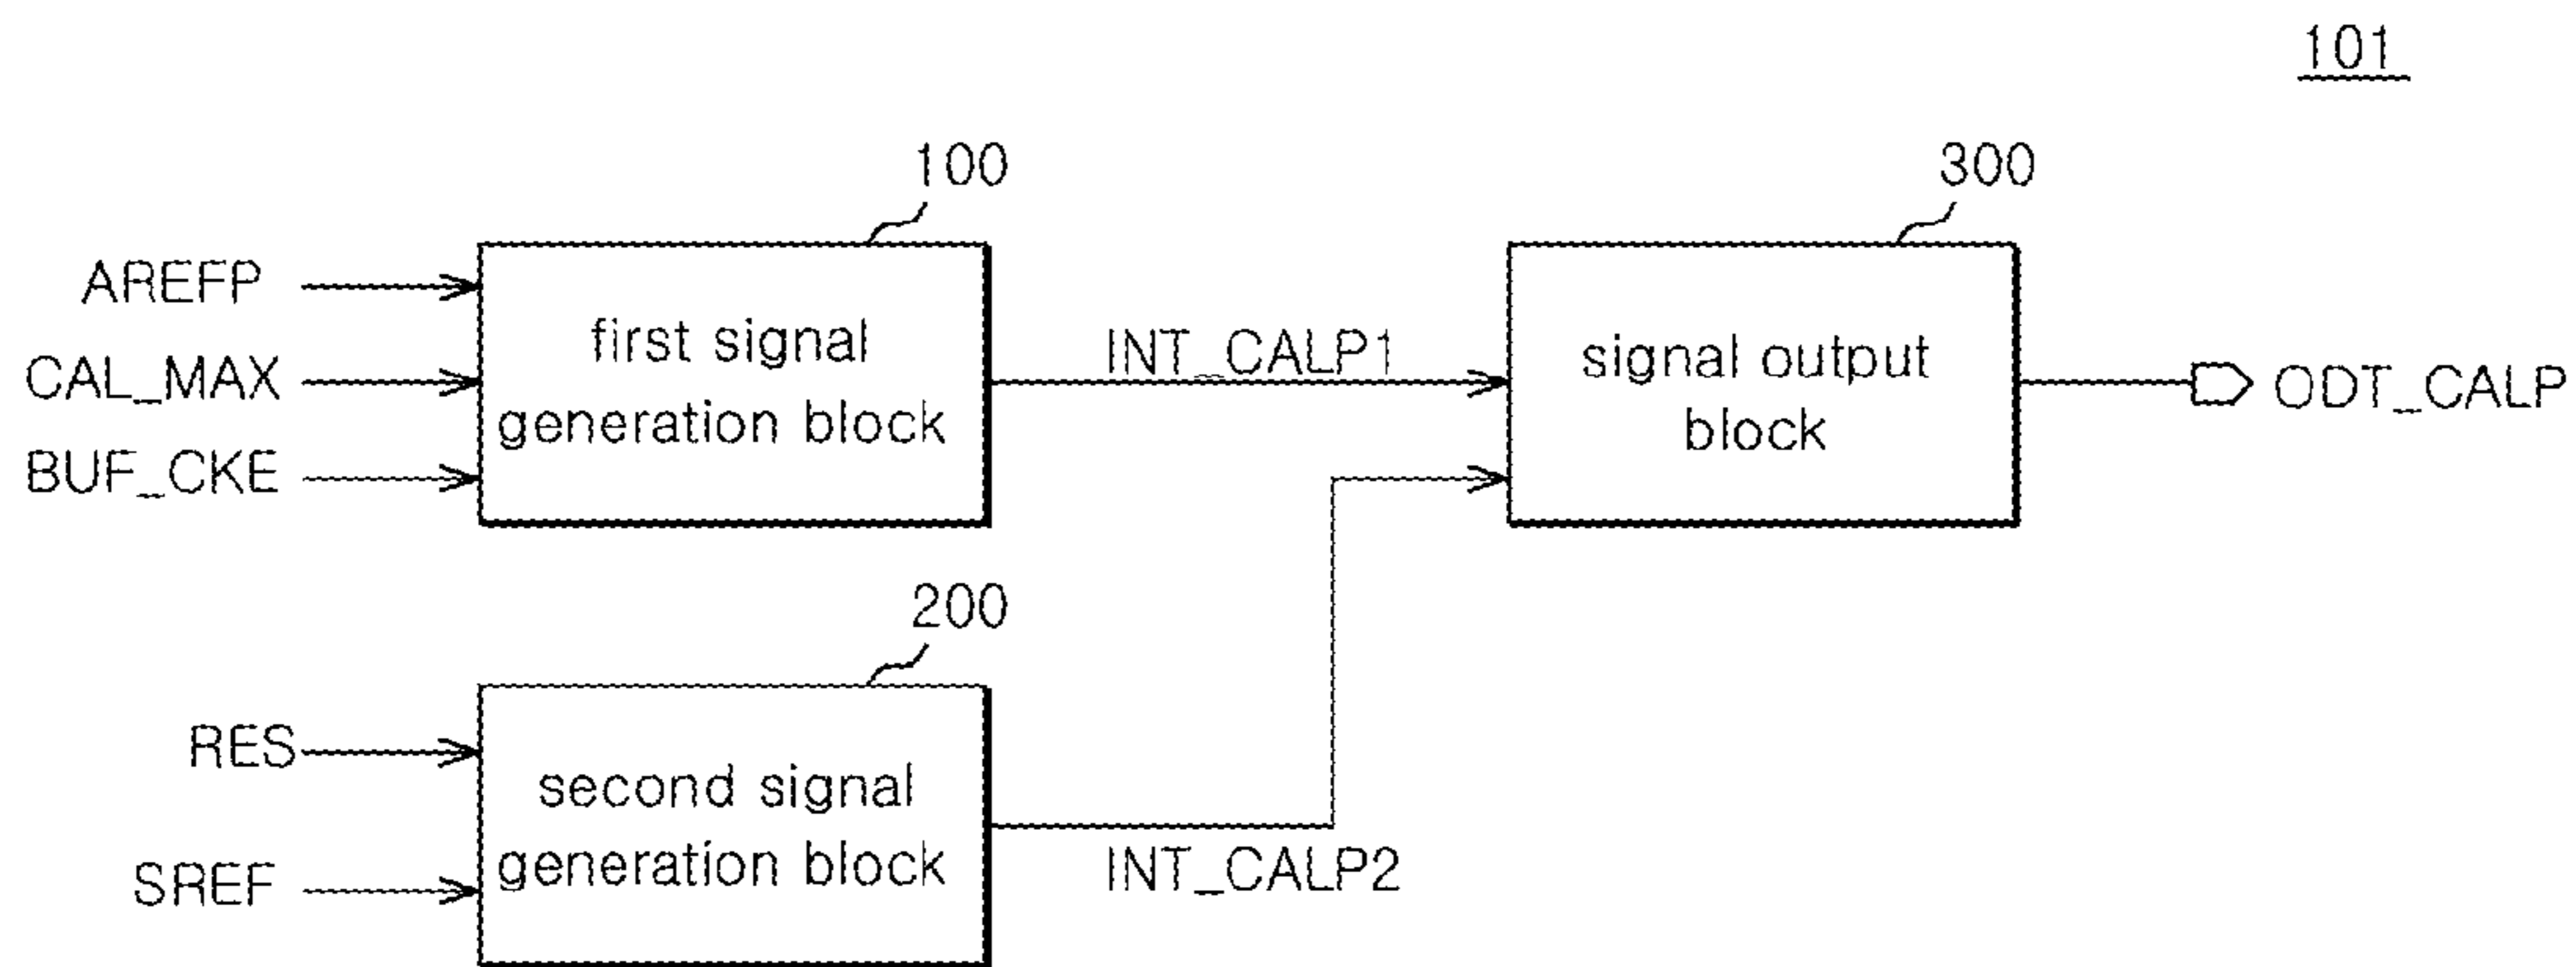 101
100
300
AREFP
CAL_MAX
BUF_CKE
first signal
generation block
INT_CALP1
signal output
block
ODT_CALP
200
RES
SREF
second signal
generation block
INT_CALP2